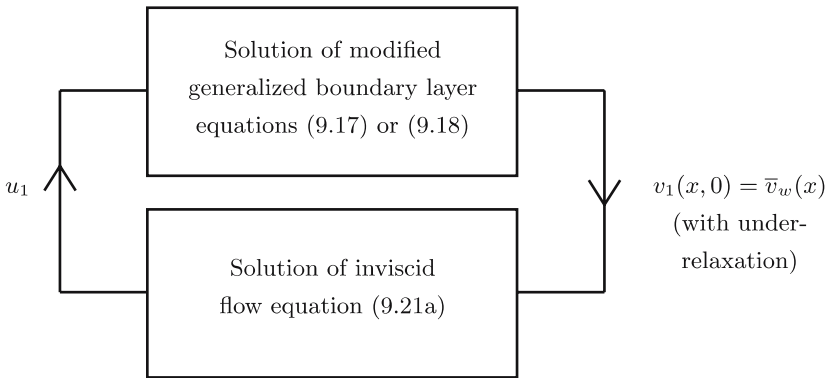 Solution of modified
generalized boundary layer
equations (9.17) or (9.18)
u₁
v₁(x, 0) = v̅_w(x)
(with under-
relaxation)
Solution of inviscid
flow equation (9.21a)